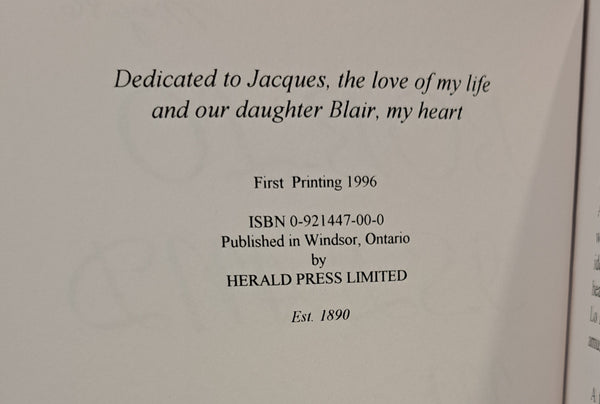 Dedicated to Jacques, the love of my life
and our daughter Blair, my heart
First Printing 1996
ISBN 0-921447-00-0
Published in Windsor, Ontario
by
HERALD PRESS LIMITED
Est. 1890